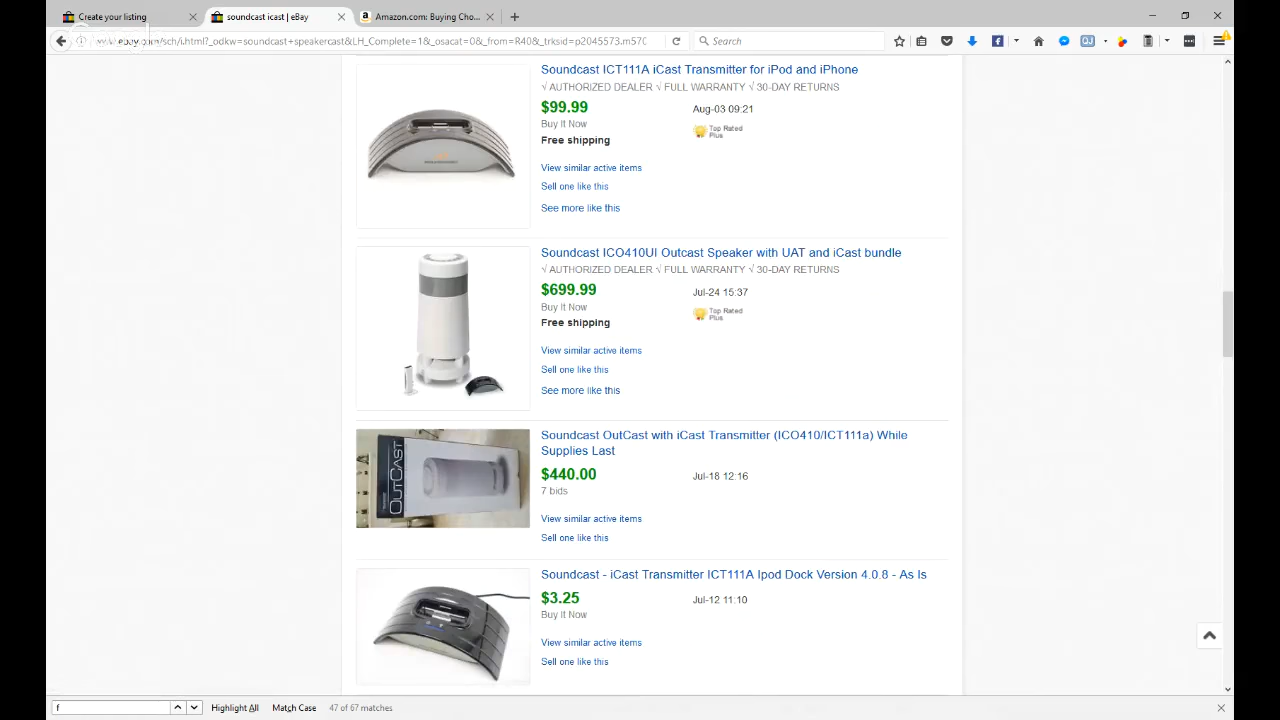 Create your listing
soundcast icast | eBay
Amazon.com: Buying Cho...
Search
Soundcast ICT111A iCast Transmitter for iPod and iPhone
√ AUTHORIZED DEALER √ FULL WARRANTY √ 30-DAY RETURNS
$99.99
Aug-03 09:21
Buy It Now
Top Rated
Plus
Free shipping
View similar active items
Sell one like this
See more like this
Soundcast ICO410UI Outcast Speaker with UAT and iCast bundle
√ AUTHORIZED DEALER √ FULL WARRANTY √ 30-DAY RETURNS
$699.99
Jul-24 15:37
Buy It Now
Top Rated
Plus
Free shipping
View similar active items
Sell one like this
See more like this
OUTCAST
Soundcast OutCast with iCast Transmitter (ICO410/ICT111a) While
Supplies Last
$440.00
Jul-18 12:16
7 bids
View similar active items
Sell one like this
Soundcast - iCast Transmitter ICT111A Ipod Dock Version 4.0.8 - As Is
$3.25
Jul-12 11:10
Buy It Now
View similar active items
Sell one like this
f
Highlight All
Match Case
47 of 67 matches